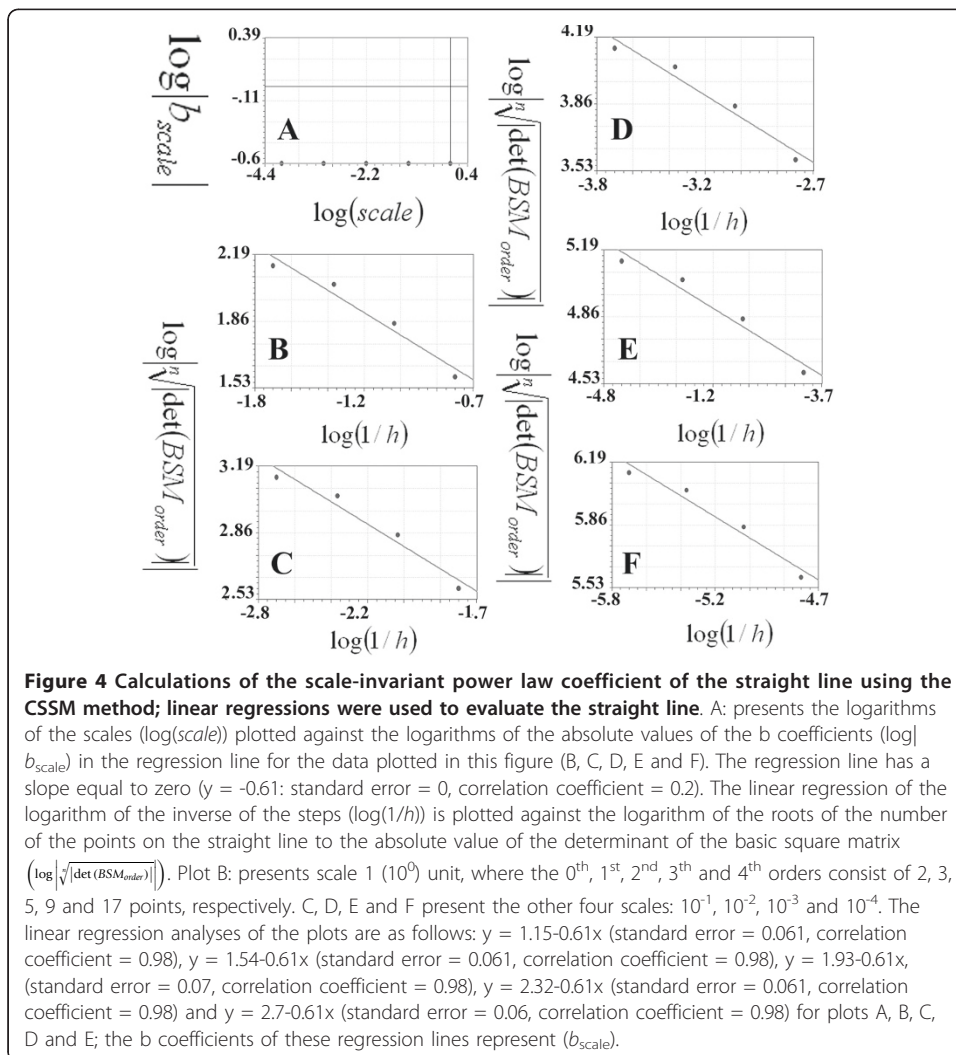 log|b_scale|
0.39
-.11
-0.6
A
-4.4 -2.2 0.4
log(scale)
log|ⁿ√|det(BSM_order)||
2.19
1.86
1.53
B
-1.8 -1.2 -0.7
log(1/h)
3.19
2.86
2.53
C
-2.8 -2.2 -1.7
log(1/h)
log|ⁿ√|det(BSM_order)||
4.19
3.86
3.53
D
-3.8 -3.2 -2.7
log(1/h)
log|ⁿ√|det(BSM_order)||
5.19
4.86
4.53
E
-4.8 -1.2 -3.7
log(1/h)
6.19
5.86
5.53
F
-5.8 -5.2 -4.7
log(1/h)
Figure 4 Calculations of the scale-invariant power law coefficient of the straight line using the
CSSM method; linear regressions were used to evaluate the straight line. A: presents the logarithms
of the scales (log(scale)) plotted against the logarithms of the absolute values of the b coefficients (log|
b_scale) in the regression line for the data plotted in this figure (B, C, D, E and F). The regression line has a
slope equal to zero (y = -0.61: standard error = 0, correlation coefficient = 0.2). The linear regression of the
logarithm of the inverse of the steps (log(1/h)) is plotted against the logarithm of the roots of the number
of the points on the straight line to the absolute value of the determinant of the basic square matrix
(log|ⁿ√|det(BSM_order)||). Plot B: presents scale 1 (10⁰) unit, where the 0th, 1st, 2nd, 3th and 4th orders consist of 2, 3,
5, 9 and 17 points, respectively. C, D, E and F present the other four scales: 10⁻¹, 10⁻², 10⁻³ and 10⁻⁴. The
linear regression analyses of the plots are as follows: y = 1.15-0.61x (standard error = 0.061, correlation
coefficient = 0.98), y = 1.54-0.61x (standard error = 0.061, correlation coefficient = 0.98), y = 1.93-0.61x,
(standard error = 0.07, correlation coefficient = 0.98), y = 2.32-0.61x (standard error = 0.061, correlation
coefficient = 0.98) and y = 2.7-0.61x (standard error = 0.06, correlation coefficient = 0.98) for plots A, B, C,
D and E; the b coefficients of these regression lines represent (b_scale).